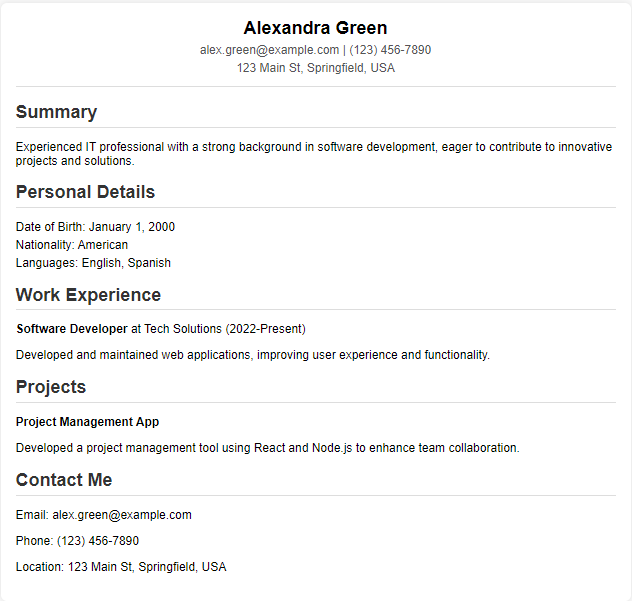 Alexandra Green
alex.green@example.com | (123) 456-7890
123 Main St, Springfield, USA
Summary
Experienced IT professional with a strong background in software development, eager to contribute to innovative
projects and solutions.
Personal Details
Date of Birth: January 1, 2000
Nationality: American
Languages: English, Spanish
Work Experience
Software Developer at Tech Solutions (2022-Present)
Developed and maintained web applications, improving user experience and functionality.
Projects
Project Management App
Developed a project management tool using React and Node.js to enhance team collaboration.
Contact Me
Email: alex.green@example.com
Phone: (123) 456-7890
Location: 123 Main St, Springfield, USA